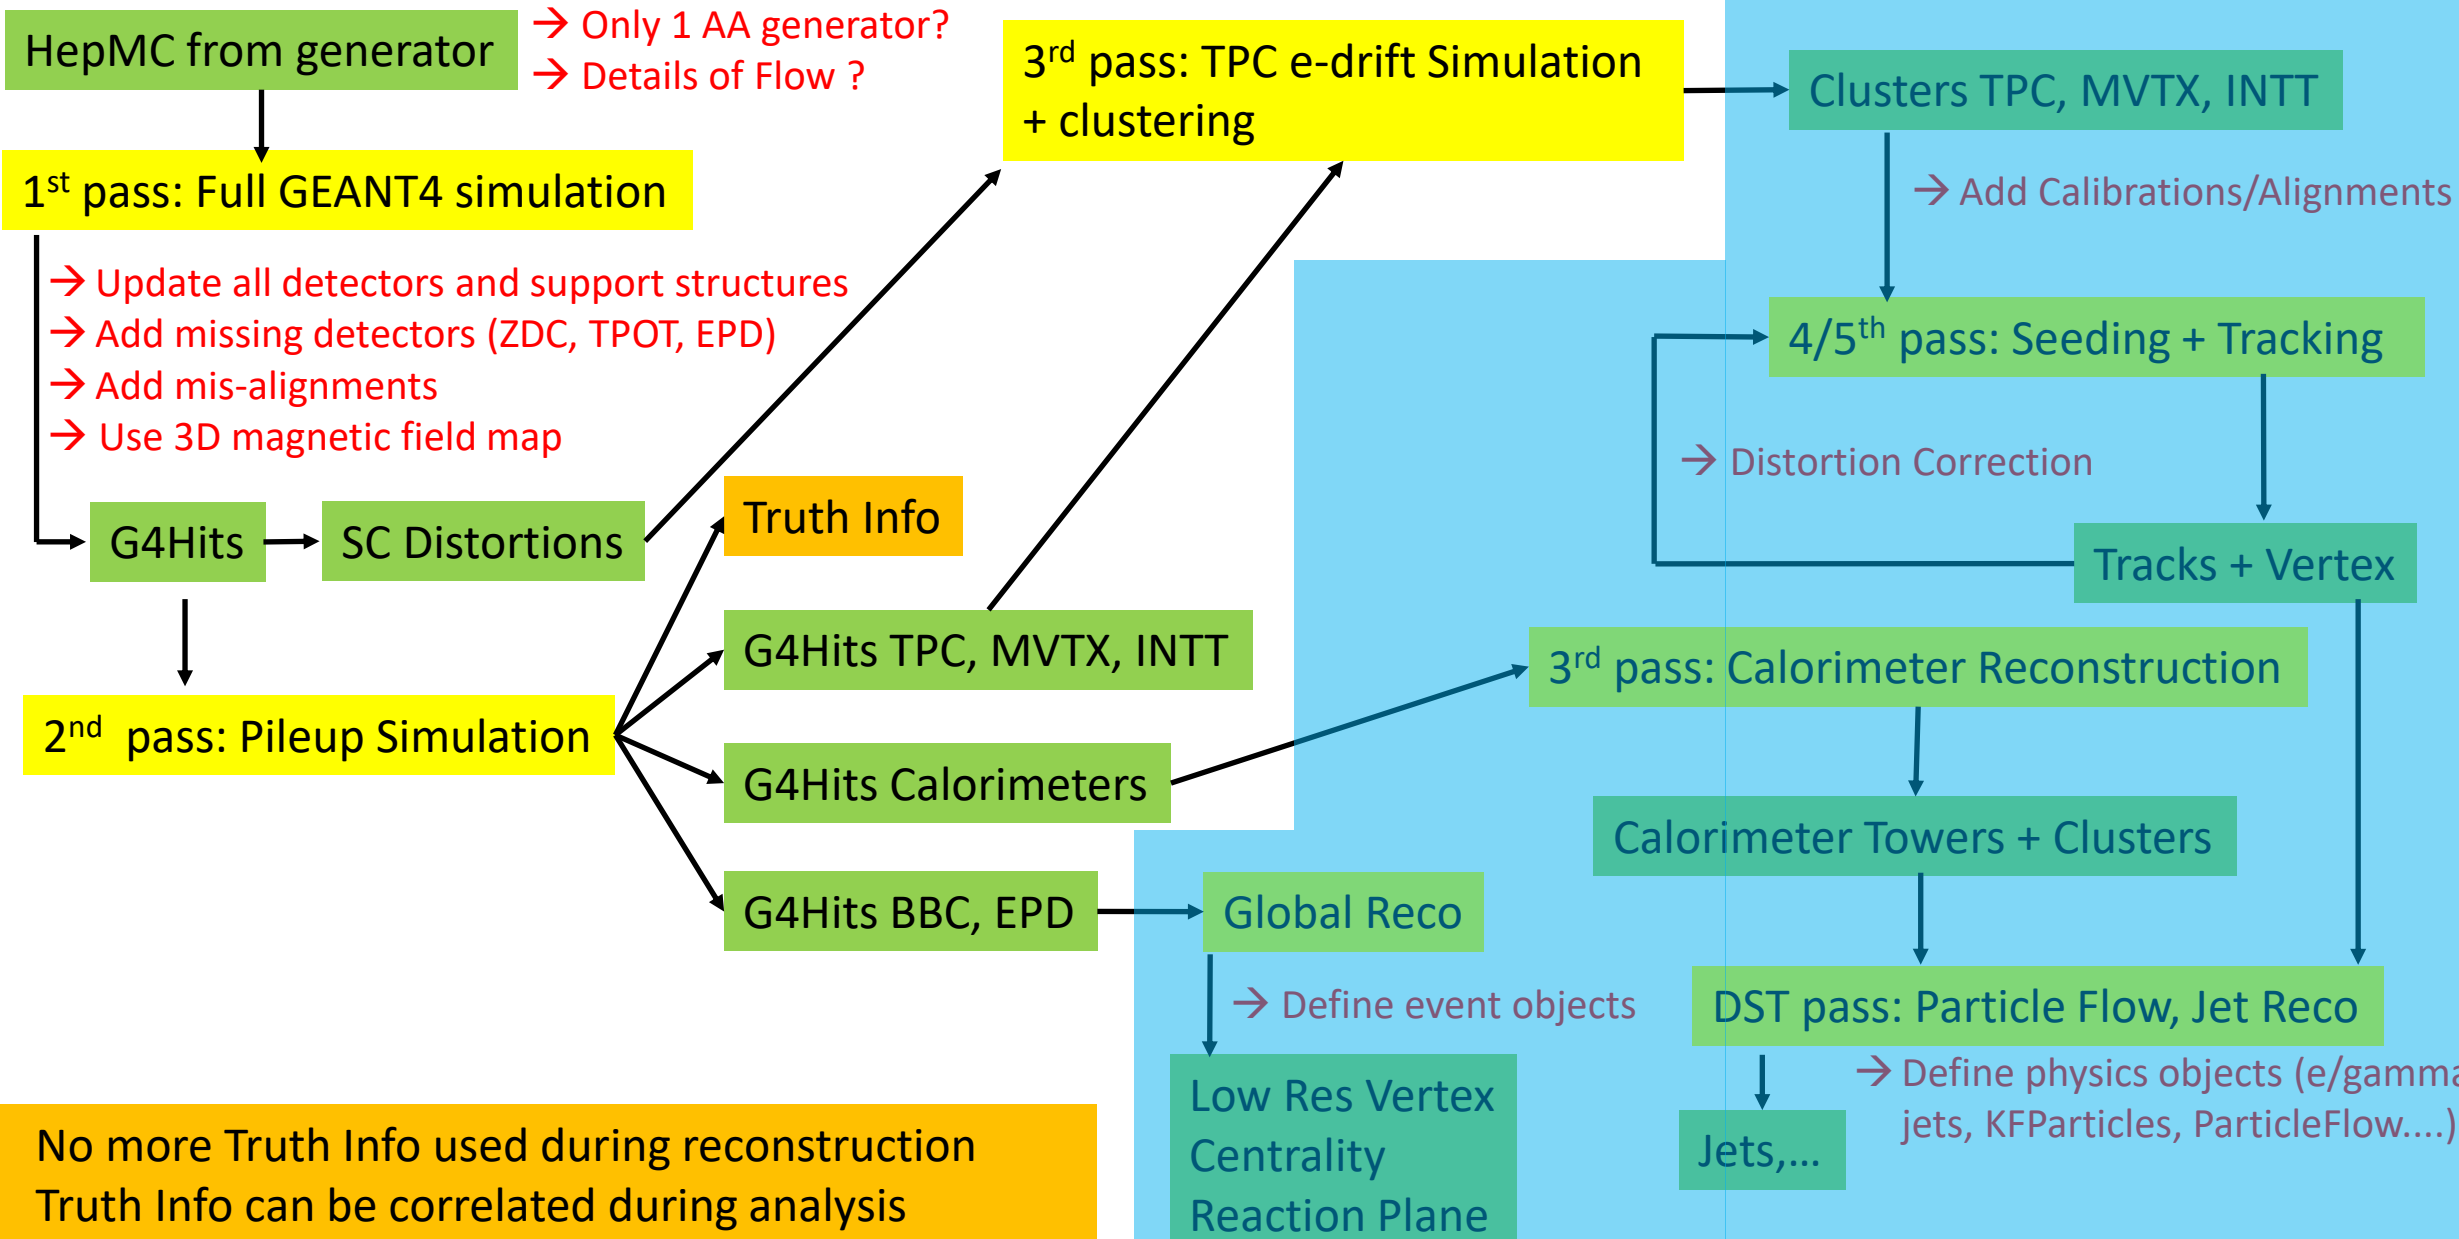 HepMC from generator
→ Only 1 AA generator?
→ Details of Flow ?
1st pass: Full GEANT4 simulation
→ Update all detectors and support structures
→ Add missing detectors (ZDC, TPOT, EPD)
→ Add mis-alignments
→ Use 3D magnetic field map
G4Hits
SC Distortions
2nd pass: Pileup Simulation
Truth Info
G4Hits TPC, MVTX, INTT
G4Hits Calorimeters
G4Hits BBC, EPD
3rd pass: TPC e-drift Simulation
+ clustering
Clusters TPC, MVTX, INTT
→ Add Calibrations/Alignments
4/5th pass: Seeding + Tracking
→ Distortion Correction
Tracks + Vertex
3rd pass: Calorimeter Reconstruction
Calorimeter Towers + Clusters
Global Reco
→ Define event objects
Low Res Vertex
Centrality
Reaction Plane
DST pass: Particle Flow, Jet Reco
→ Define physics objects (e/gamma
jets, KFParticles, ParticleFlow....)
Jets,...
No more Truth Info used during reconstruction
Truth Info can be correlated during analysis